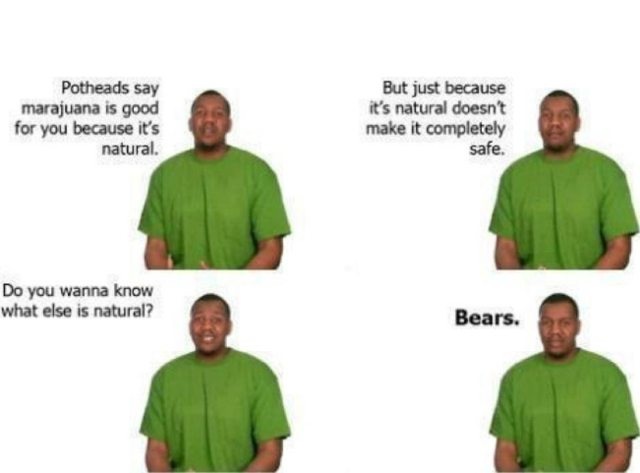 Potheads say
marajuana is good
for you because it's
natural.
But just because
it's natural doesn't
make it completely
safe.
Do you wanna know
what else is natural?
Bears.